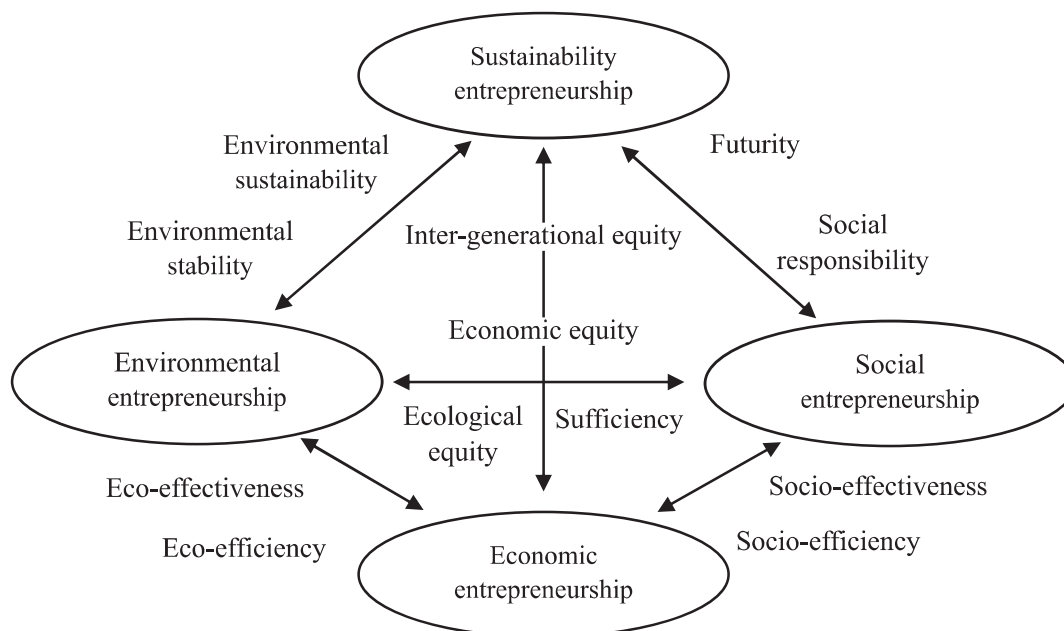 Sustainability
entrepreneurship
Environmental
sustainability
Futurity
Environmental
stability
Inter-generational equity
Social
responsibility
Economic equity
Environmental
entrepreneurship
Social
entrepreneurship
Ecological
equity
Sufficiency
Eco-effectiveness
Socio-effectiveness
Eco-efficiency
Socio-efficiency
Economic
entrepreneurship